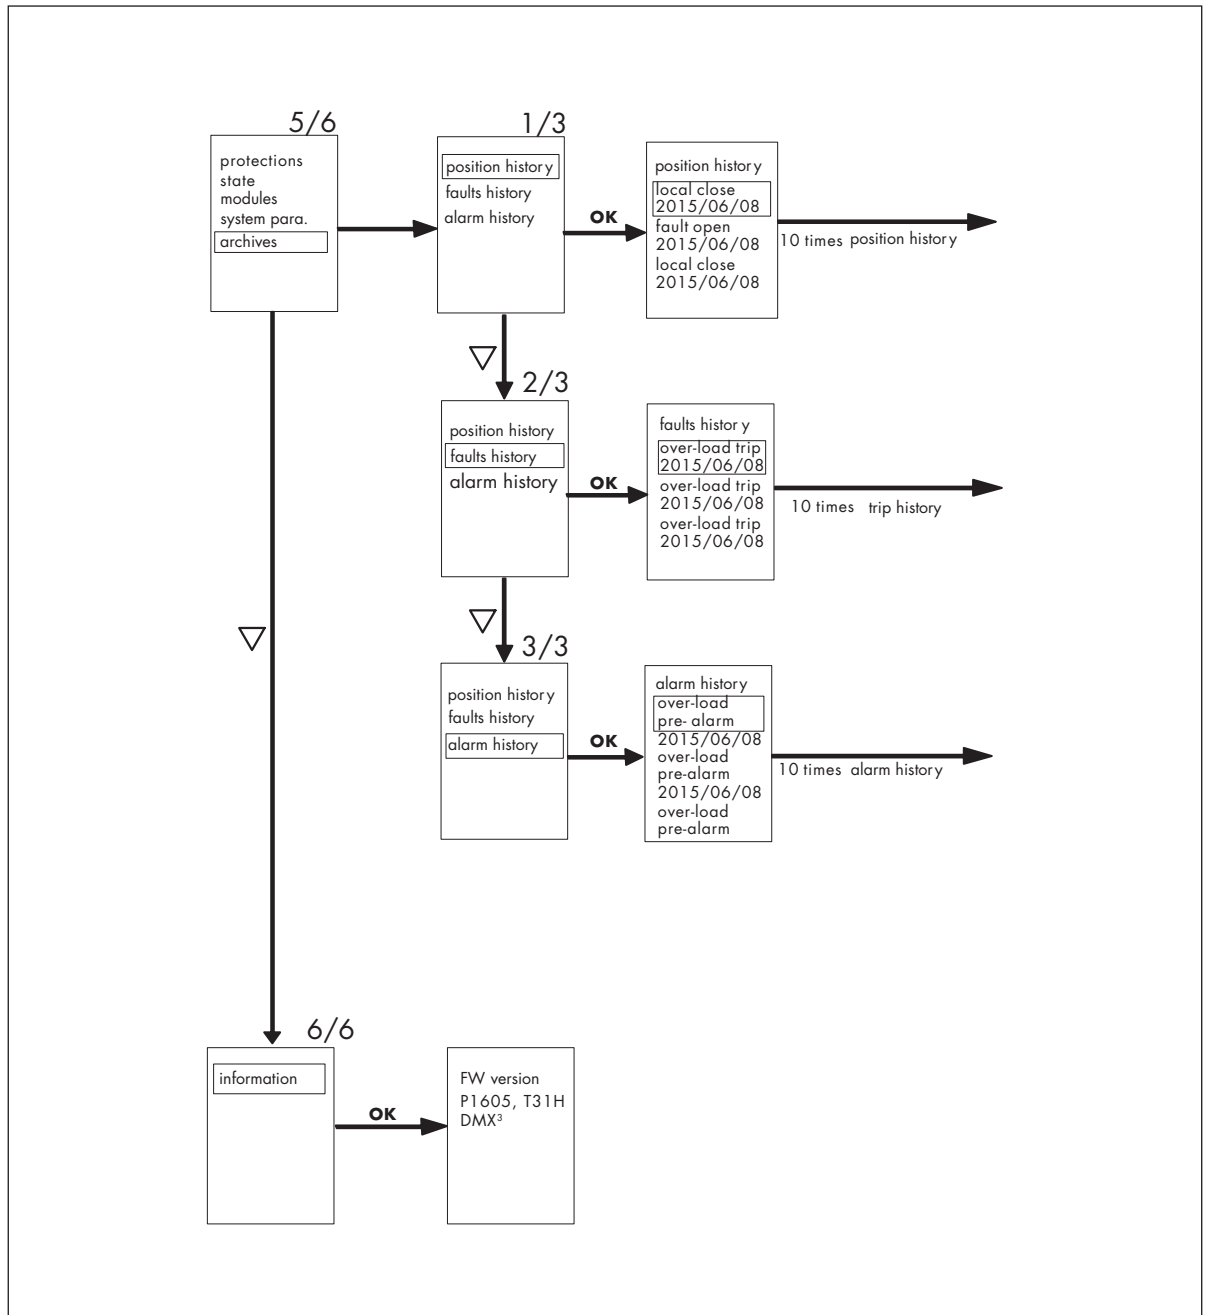 5/6
protections
state
modules
system para.
archives
1/3
position history
faults history
alarm history
OK
position history
local close
2015/06/08
fault open
2015/06/08
local close
2015/06/08
10 times position history
2/3
position history
faults history
alarm history
OK
faults history
over-load trip
2015/06/08
over-load trip
2015/06/08
over-load trip
2015/06/08
10 times trip history
3/3
position history
faults history
alarm history
OK
alarm history
over-load
pre- alarm
2015/06/08
over-load
pre-alarm
2015/06/08
over-load
pre-alarm
10 times alarm history
6/6
information
OK
FW version
P1605, T31H
DMX³